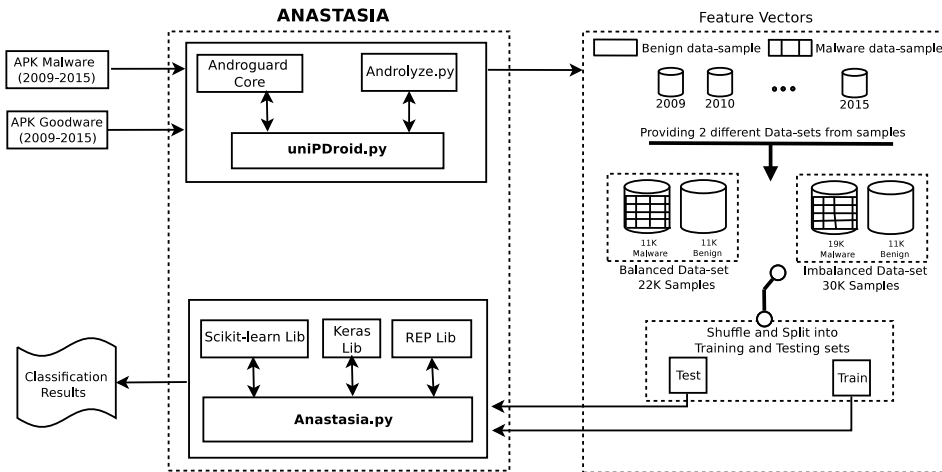 ANASTASIA
APK Malware
(2009-2015)
APK Goodware
(2009-2015)
Androguard
Core
Androlyze.py
uniPDroid.py
Feature Vectors
Benign data-sample
Malware data-sample
2009
2010
2015
Providing 2 different Data-sets from samples
11K
Malware
11K
Benign
Balanced Data-set
22K Samples
19K
Malware
11K
Benign
Imbalanced Data-set
30K Samples
Shuffle and Split into
Training and Testing sets
Test
Train
Scikit-learn Lib
Keras
Lib
REP Lib
Anastasia.py
Classification
Results